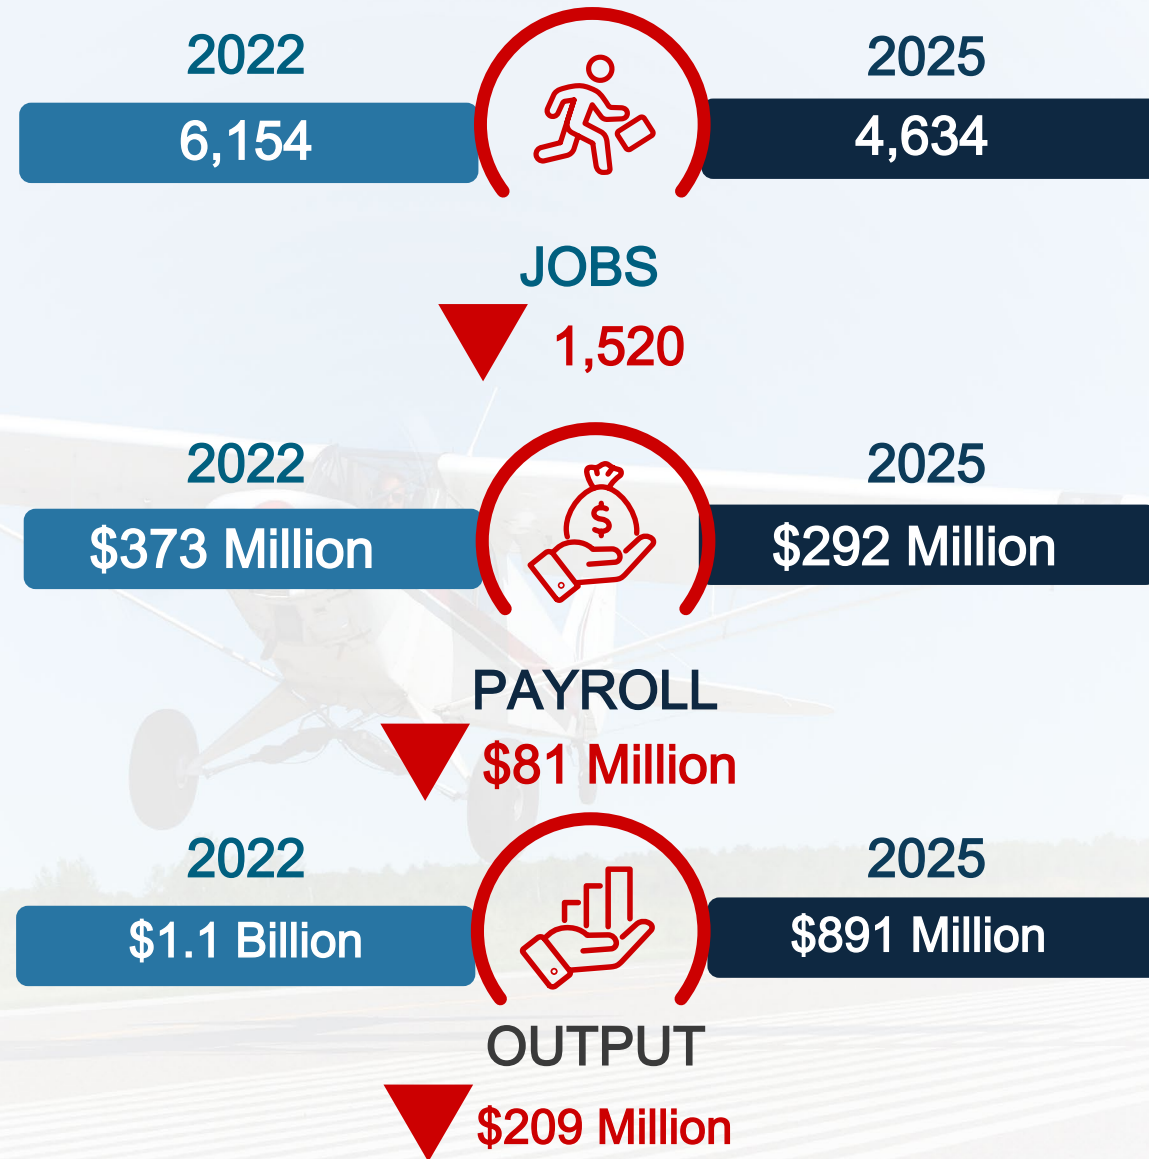 2022
2025
6,154
4,634
JOBS
1,520
2022
2025
$373 Million
$
$292 Million
PAYROLL
$81 Million
2022
2025
$1.1 Billion
$891 Million
OUTPUT
$209 Million